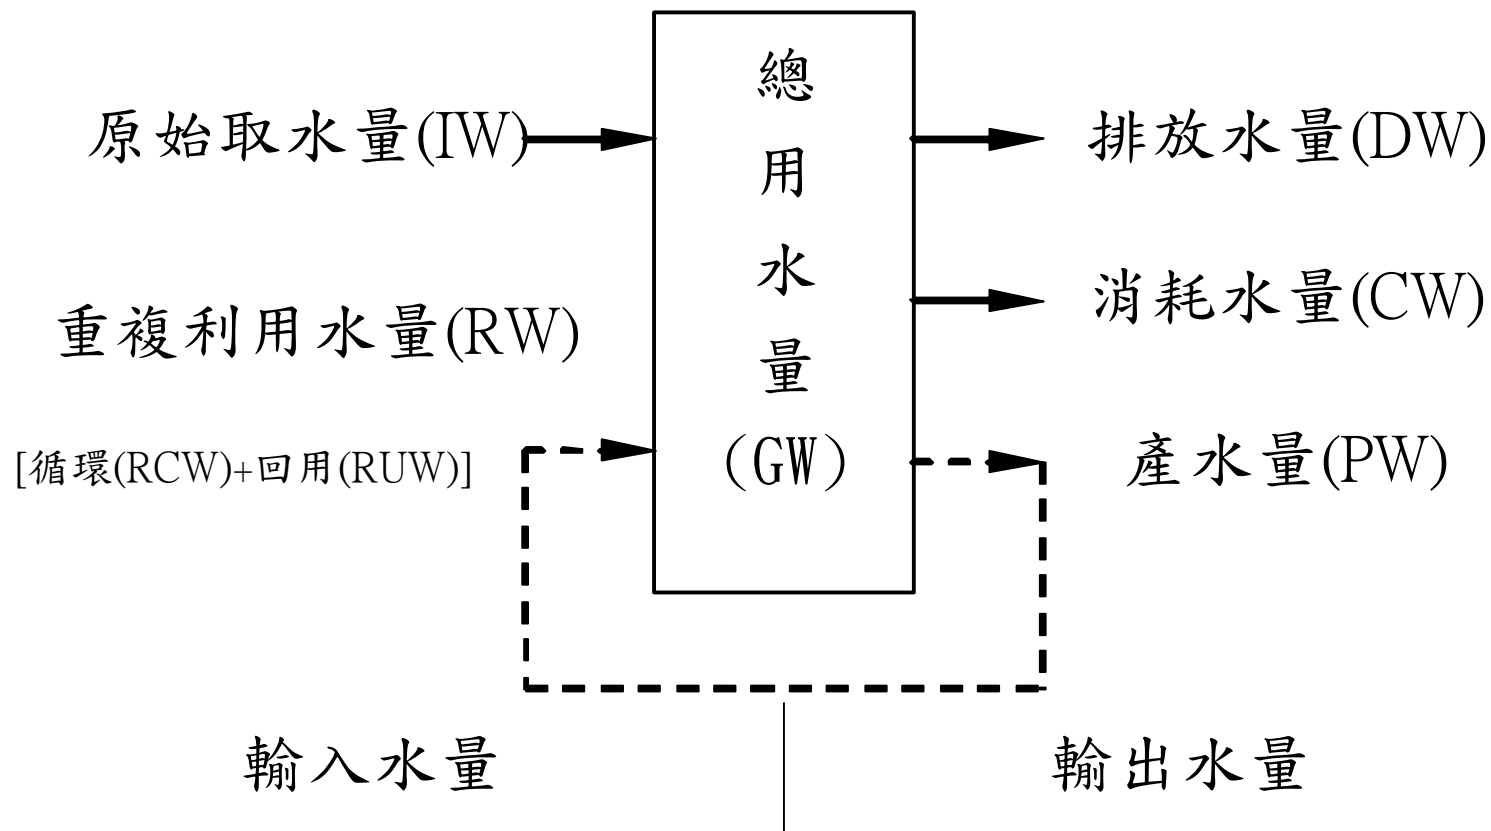 原始取水量(IW)
重複利用水量(RW)
[循環(RCW)+回用(RUW)]
總
用
水
量
(GW)
排放水量(DW)
消耗水量(CW)
產水量(PW)
輸入水量
輸出水量